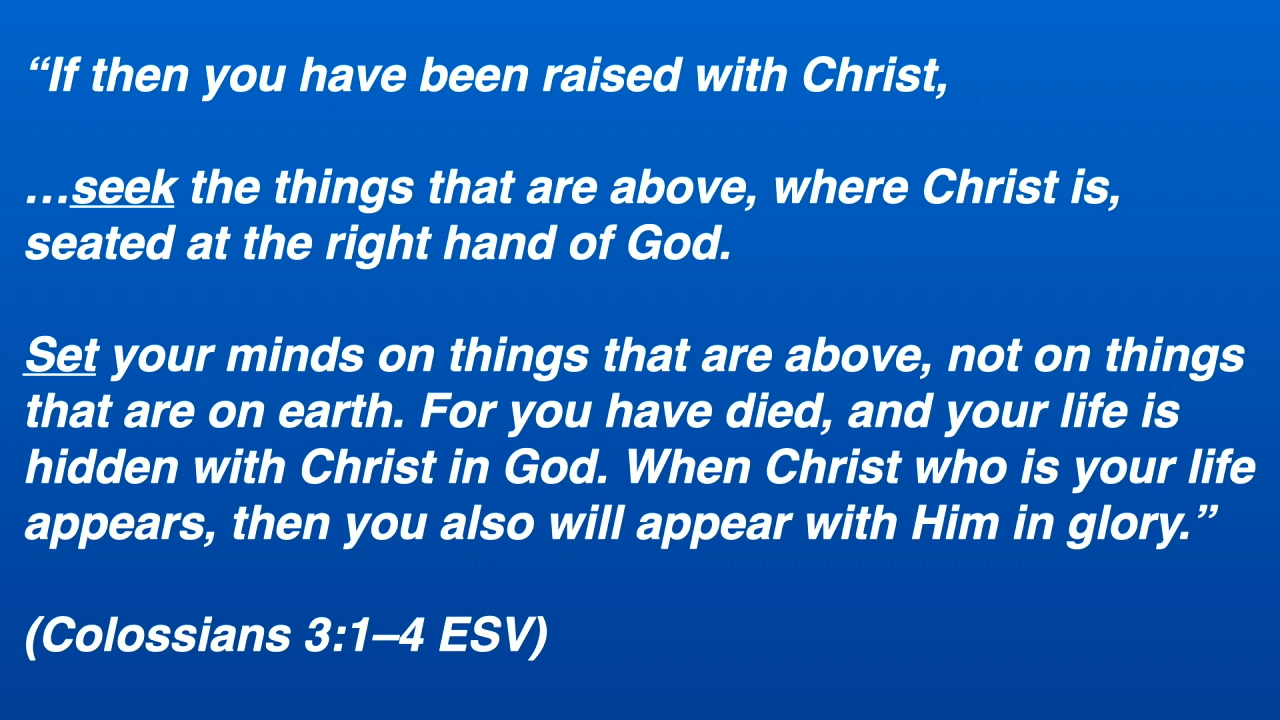 “If then you have been raised with Christ,
…seek the things that are above, where Christ is,
seated at the right hand of God.
Set your minds on things that are above, not on things
that are on earth. For you have died, and your life is
hidden with Christ in God. When Christ who is your life
appears, then you also will appear with Him in glory.”
(Colossians 3:1–4 ESV)